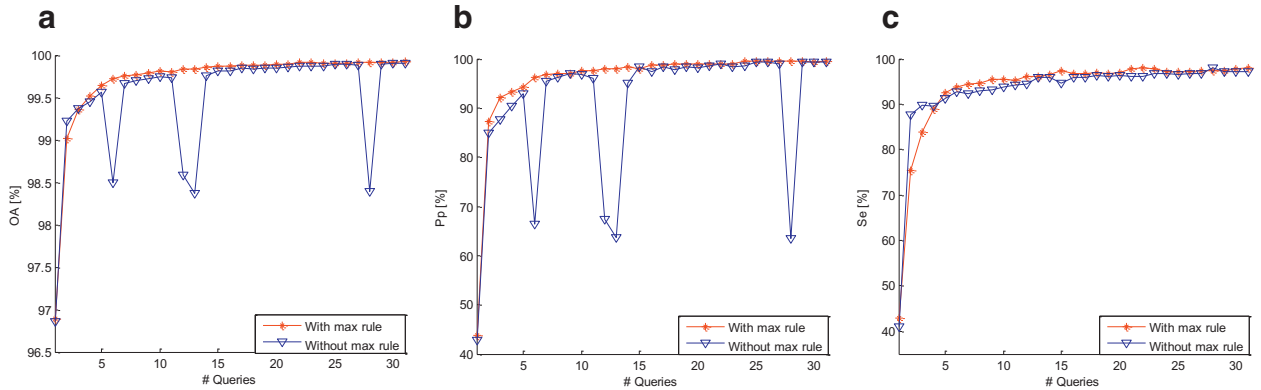 a
100
99.5
99
98.5
98
97.5
97
96.5
OA [%]
5
10
15
20
25
30
# Queries
With max rule
Without max rule
b
100
90
80
70
60
50
40
Pp [%]
5
10
15
20
25
30
# Queries
With max rule
Without max rule
c
100
90
80
70
60
50
40
Se [%]
5
10
15
20
25
30
# Queries
With max rule
Without max rule